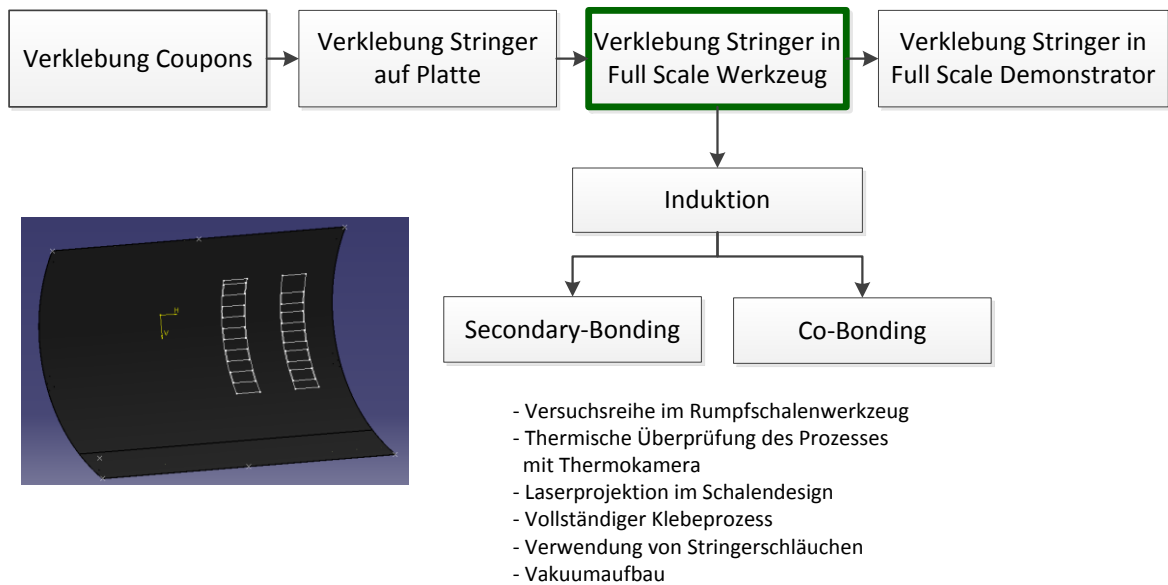 Verklebung Coupons
Verklebung Stringer
auf Platte
Verklebung Stringer in
Full Scale Werkzeug
Verklebung Stringer in
Full Scale Demonstrator
Induktion
Secondary-Bonding
Co-Bonding
H
V
- Versuchsreihe im Rumpfschalenwerkzeug
- Thermische Überprüfung des Prozesses
mit Thermokamera
- Laserprojektion im Schalendesign
- Vollständiger Klebeprozess
- Verwendung von Stringerschläuchen
- Vakuumaufbau